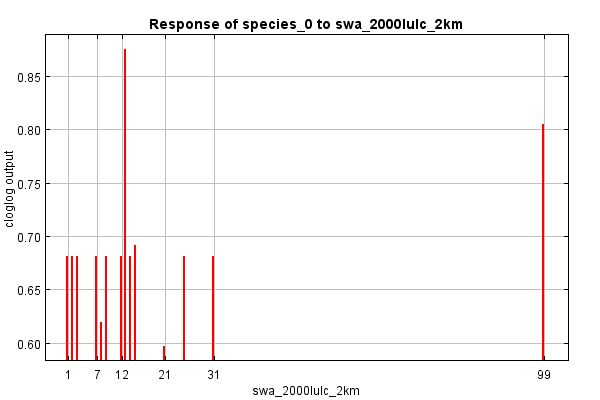 Response of species_0 to swa_2000lulc_2km
cloglog output
0.85
0.80
0.75
0.70
0.65
0.60
1 7 12 21 31 99
swa_2000lulc_2km